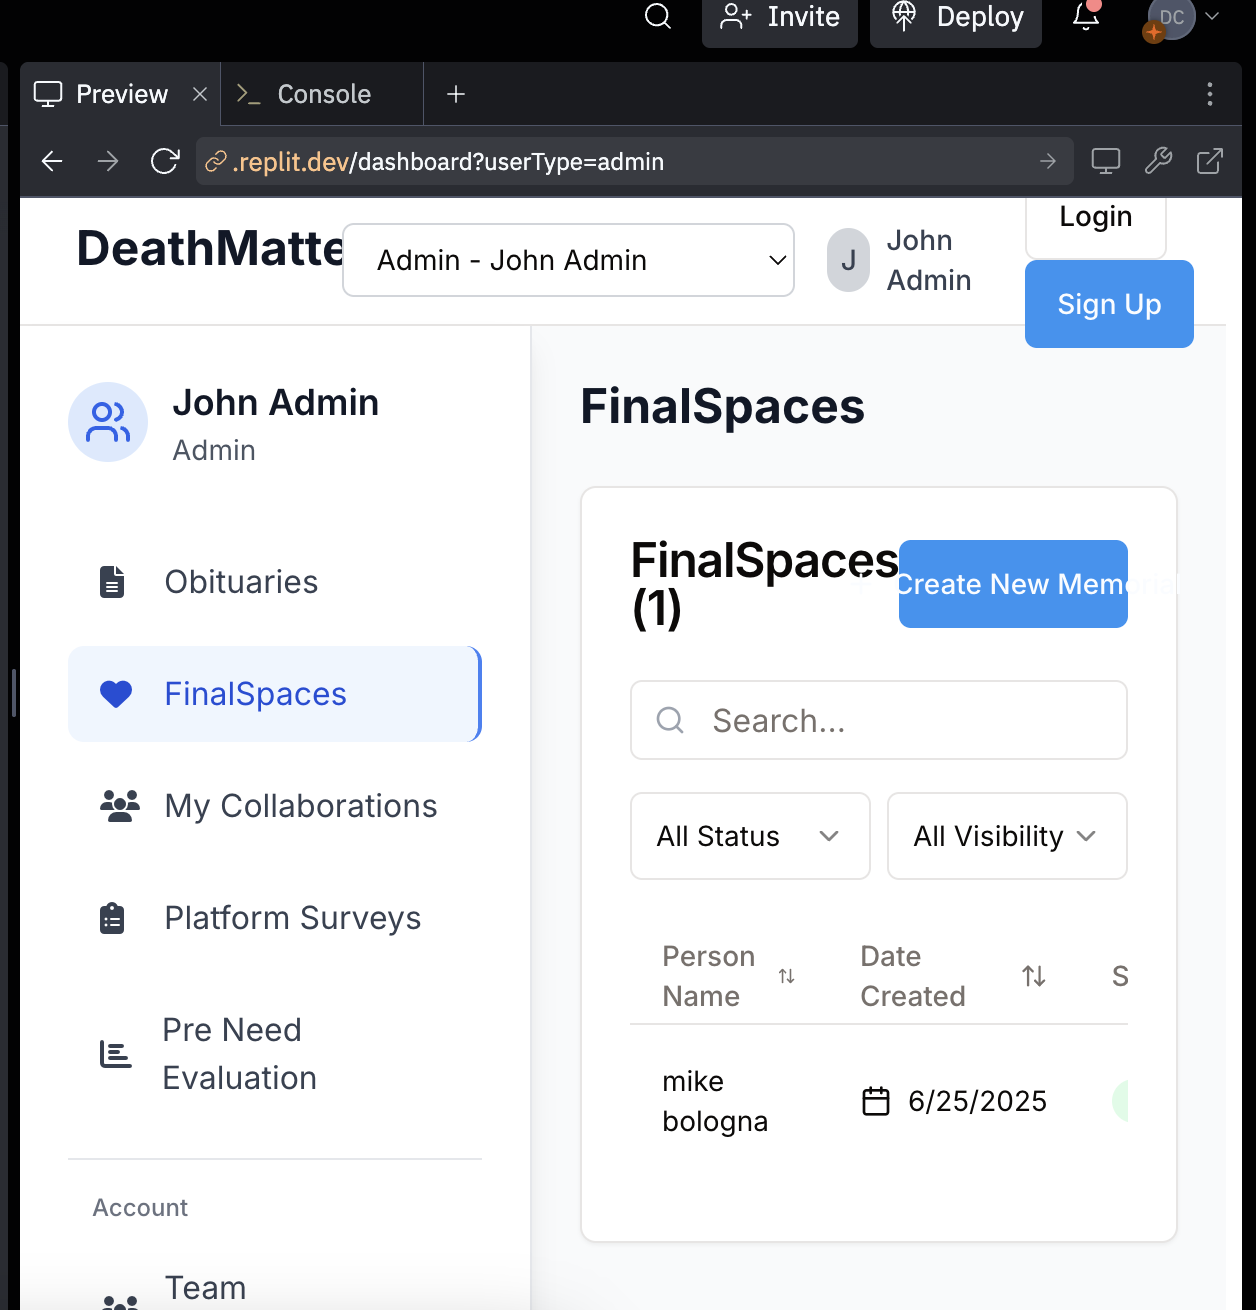 Invite
Deploy
DC
Preview
Console
.replit.dev/dashboard?userType=admin
DeathMatte
Admin - John Admin
J
John
Admin
Login
Sign Up
John Admin
Admin
Obituaries
FinalSpaces
My Collaborations
Platform Surveys
Pre Need
Evaluation
Account
Team
FinalSpaces
FinalSpaces
(1)
Create New Memorial
Search...
All Status
All Visibility
Person
Name
Date
Created
S
mike
bologna
6/25/2025